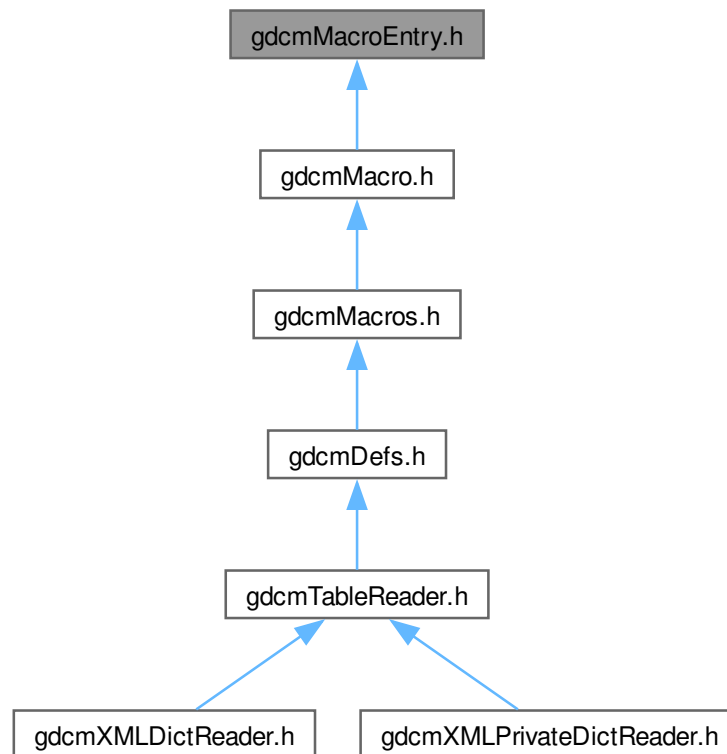 gdcmMacroEntry.h
gdcmMacro.h
gdcmMacros.h
gdcmDefs.h
gdcmTableReader.h
gdcmXMLDictReader.h
gdcmXMLPrivateDictReader.h